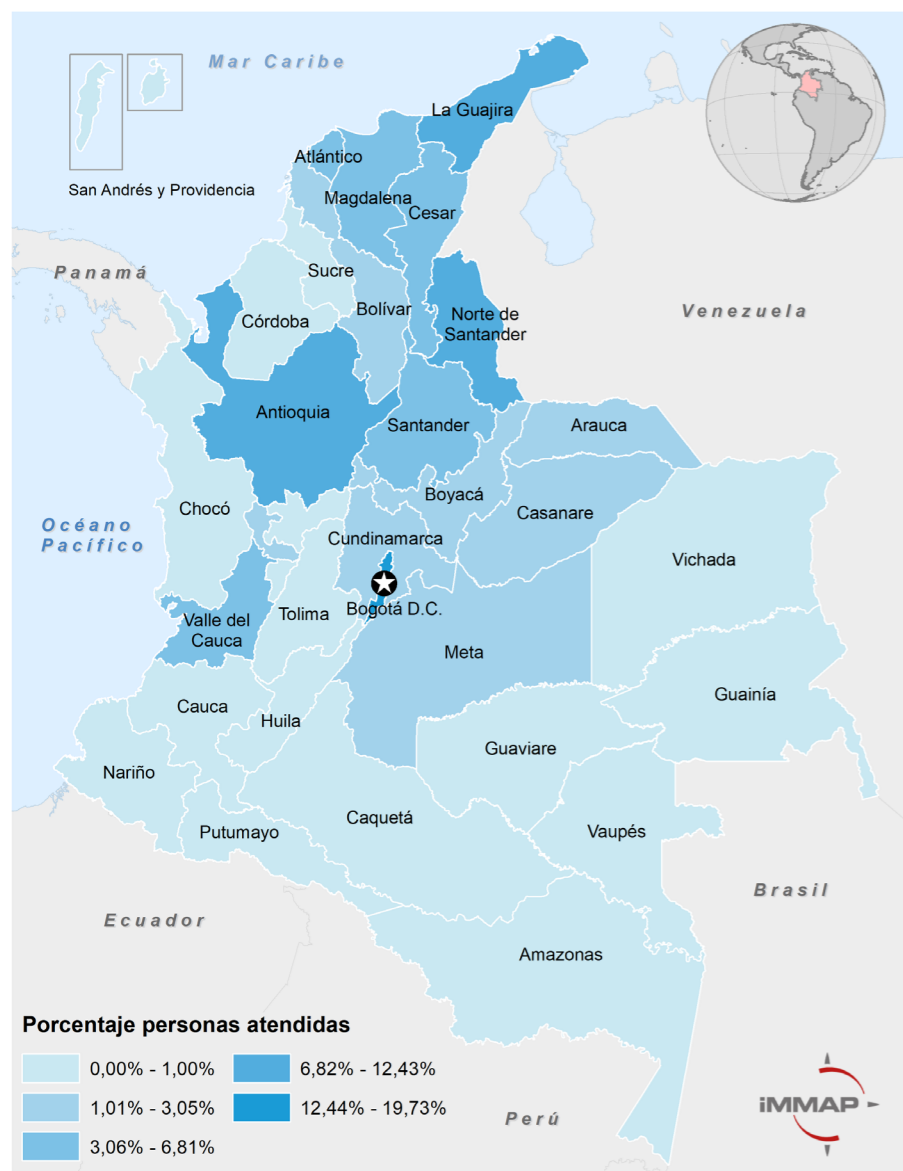 Mar Caribe
La Guajira
Atlántico
San Andrés y Providencia
Magdalena
Cesar
Panamá
Sucre
Bolívar
Córdoba
Norte de
Santander
Venezuela
Antioquia
Santander
Arauca
Boyacá
Chocó
Casanare
Océano
Pacífico
Cundinamarca
Vichada
Bogotá D.C.
Tolima
Valle del
Cauca
Meta
Guainía
Cauca
Huila
Guaviare
Nariño
Caquetá
Putumayo
Vaupés
Brasil
Ecuador
Amazonas
Porcentaje personas atendidas
0,00% - 1,00%
6,82% - 12,43%
1,01% - 3,05%
12,44% - 19,73%
3,06% - 6,81%
Perú
iMMAP